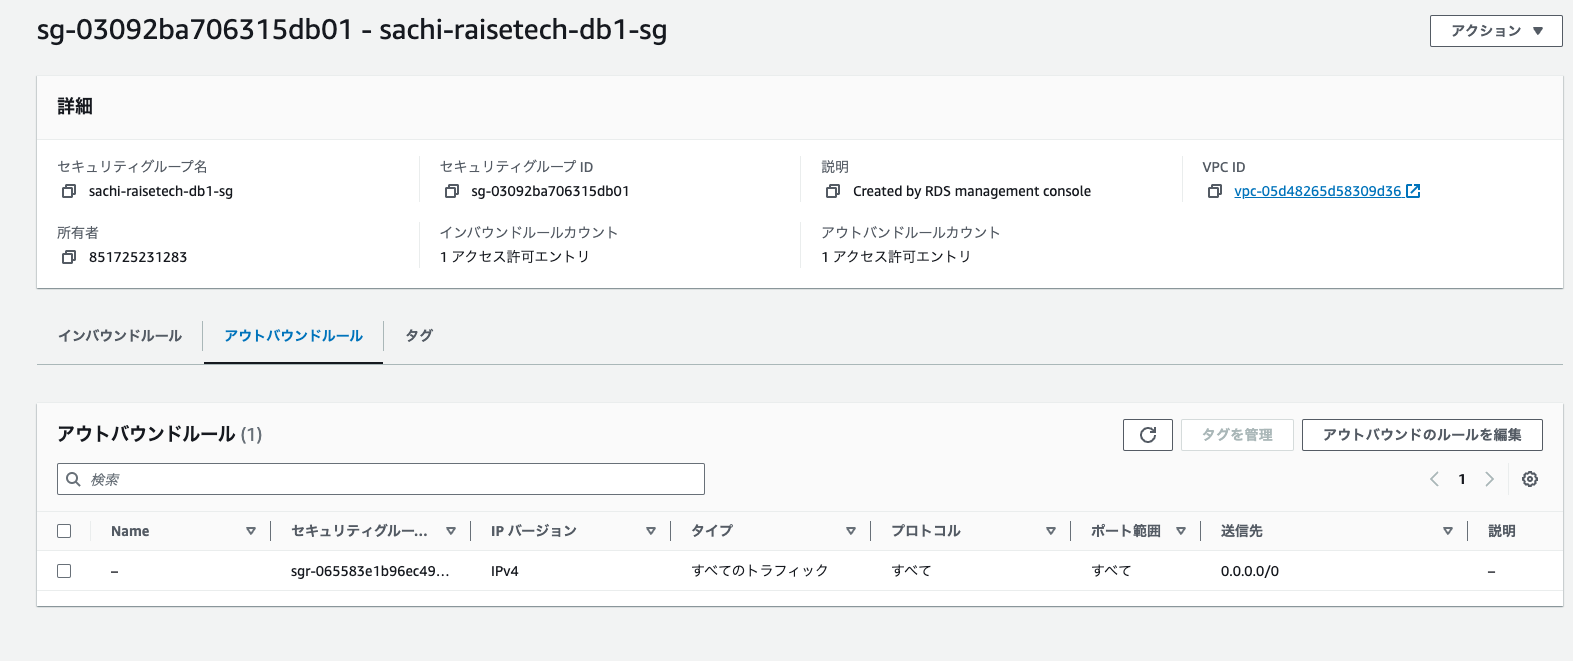 sg-03092ba706315db01 - sachi-raisetech-db1-sg
アクション
詳細
セキュリティグループ名
sachi-raisetech-db1-sg
セキュリティグループ ID
sg-03092ba706315db01
説明
Created by RDS management console
VPC ID
vpc-05d48265d58309d36
所有者
851725231283
インバウンドルールカウント
1 アクセス許可エントリ
アウトバンドルールカウント
1 アクセス許可エントリ
インバウンドルール
アウトバウンドルール
タグ
アウトバウンドルール (1)
タグを管理
アウトバウンドのルールを編集
検索
1
Name セキュリティグルー... IP バージョン タイプ プロトコル ポート範囲 送信先 説明
– sgr-065583e1b96ec49... IPv4 すべてのトラフィック すべて すべて 0.0.0.0/0 –